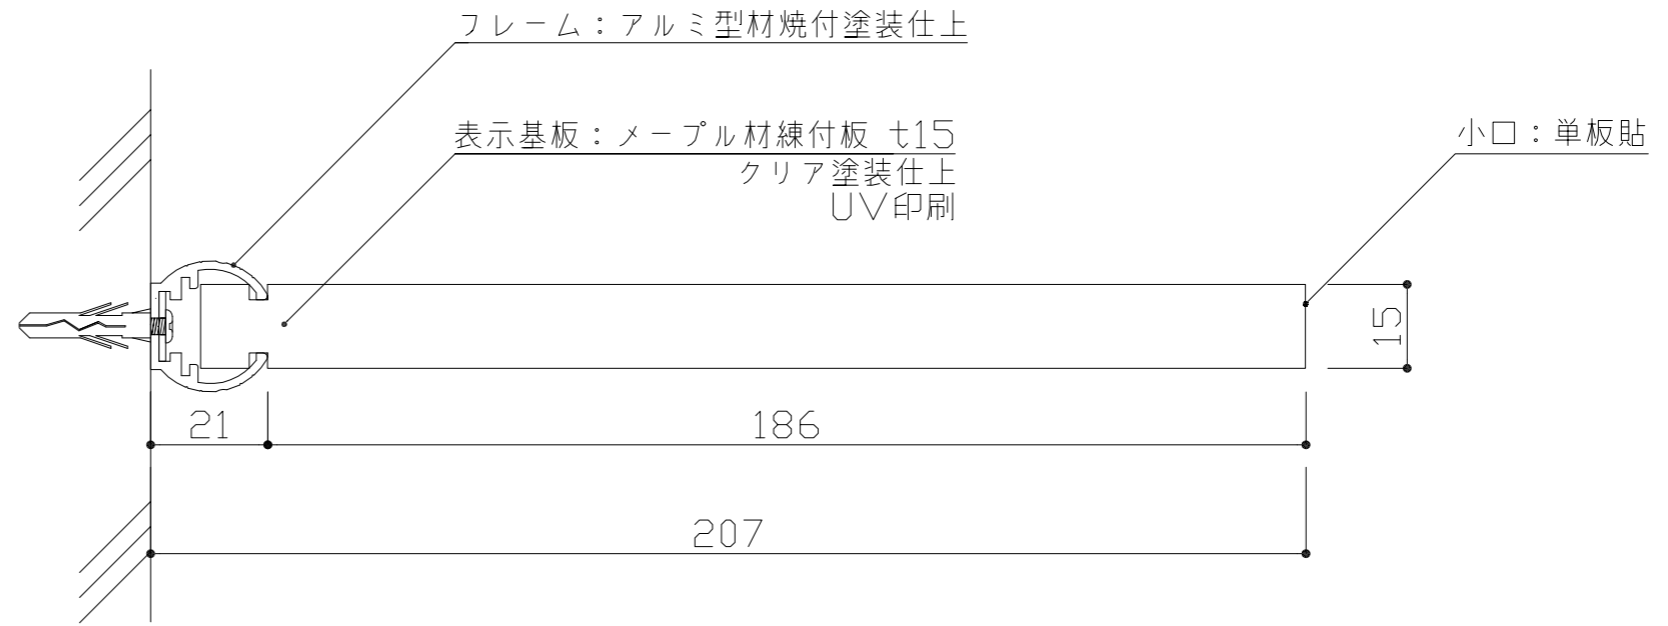 フレーム：アルミ型材焼付塗装仕上
表示基板：メープル材練付板 t15
クリア塗装仕上
UV印刷
小口：単板貼
15
21
186
207